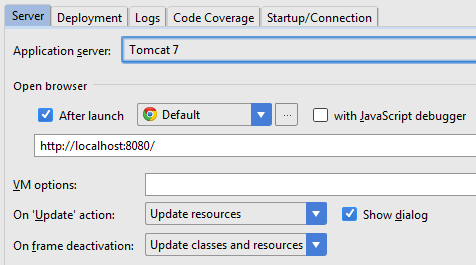 Server Deployment Logs Code Coverage Startup/Connection
Application server: Tomcat 7
Open browser
After launch Default ... with JavaScript debugger
http://localhost:8080/
VM options:
On 'Update' action: Update resources Show dialog
On frame deactivation: Update classes and resources